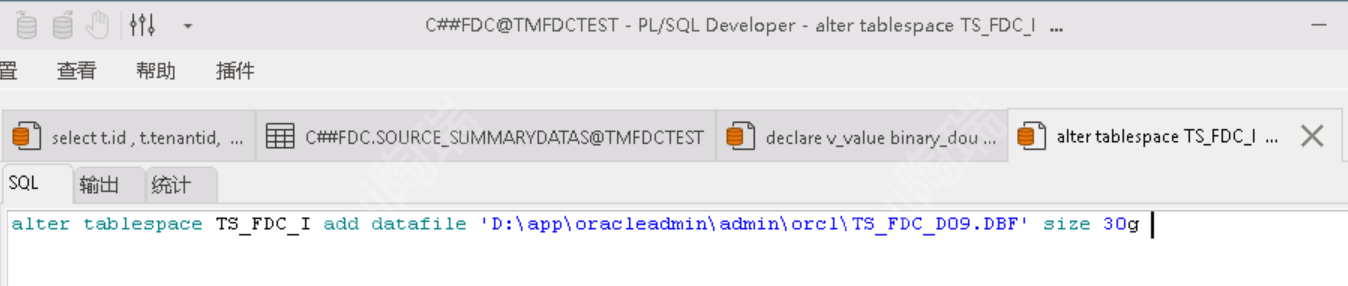 C##FDC@TMFDCTEST - PL/SQL Developer - alter tablespace TS_FDC_I ...
置 查看 帮助 插件
select t.id , t.tenantid, ... C##FDC.SOURCE_SUMMARYDATAS@TMFDCTEST declare v_value binary_dou ... alter tablespace TS_FDC_I ...
SQL 输出 统计
alter tablespace TS_FDC_I add datafile 'D:\app\oracleadmin\admin\orcl\TS_FDC_D09.DBF' size 30g